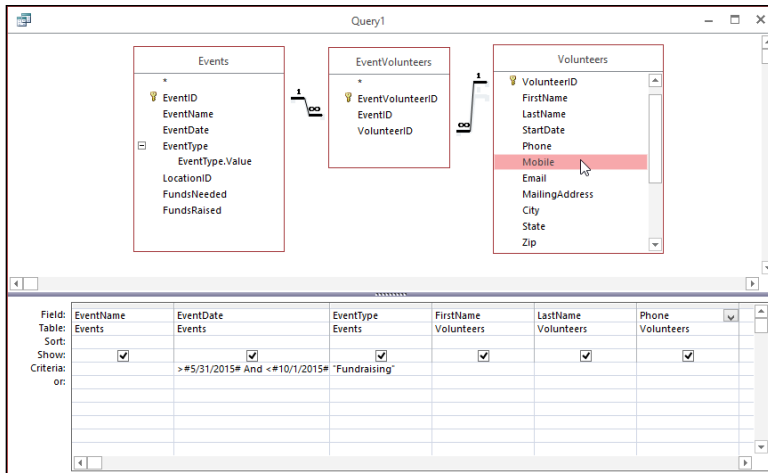 Query1
Events
*
EventID
EventName
EventDate
EventType
EventType.Value
LocationID
FundsNeeded
FundsRaised
1
∞
EventVolunteers
*
EventVolunteerID
EventID
VolunteerID
1
∞
Volunteers
VolunteerID
FirstName
LastName
StartDate
Phone
Mobile
Email
MailingAddress
City
State
Zip
Field: EventName EventDate EventType FirstName LastName Phone
Table: Events Events Events Volunteers Volunteers Volunteers
Sort:
Show:
Criteria: >#5/31/2015# And <#10/1/2015# "Fundraising"
or: